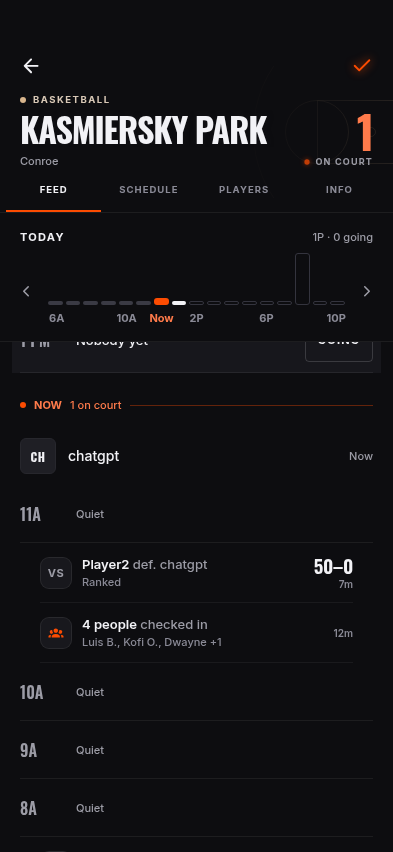 BASKETBALL
KASMIERSKY PARK
1
Conroe
ON COURT
FEED
SCHEDULE
PLAYERS
INFO
TODAY
1P · 0 going
6A
10A
Now
2P
6P
10P
Nobody yet
NOW
1 on court
CH
chatgpt
Now
11A
Quiet
VS
Player2 def. chatgpt
Ranked
50–0
7m
4 people checked in
Luis B., Kofi O., Dwayne +1
12m
10A
Quiet
9A
Quiet
8A
Quiet